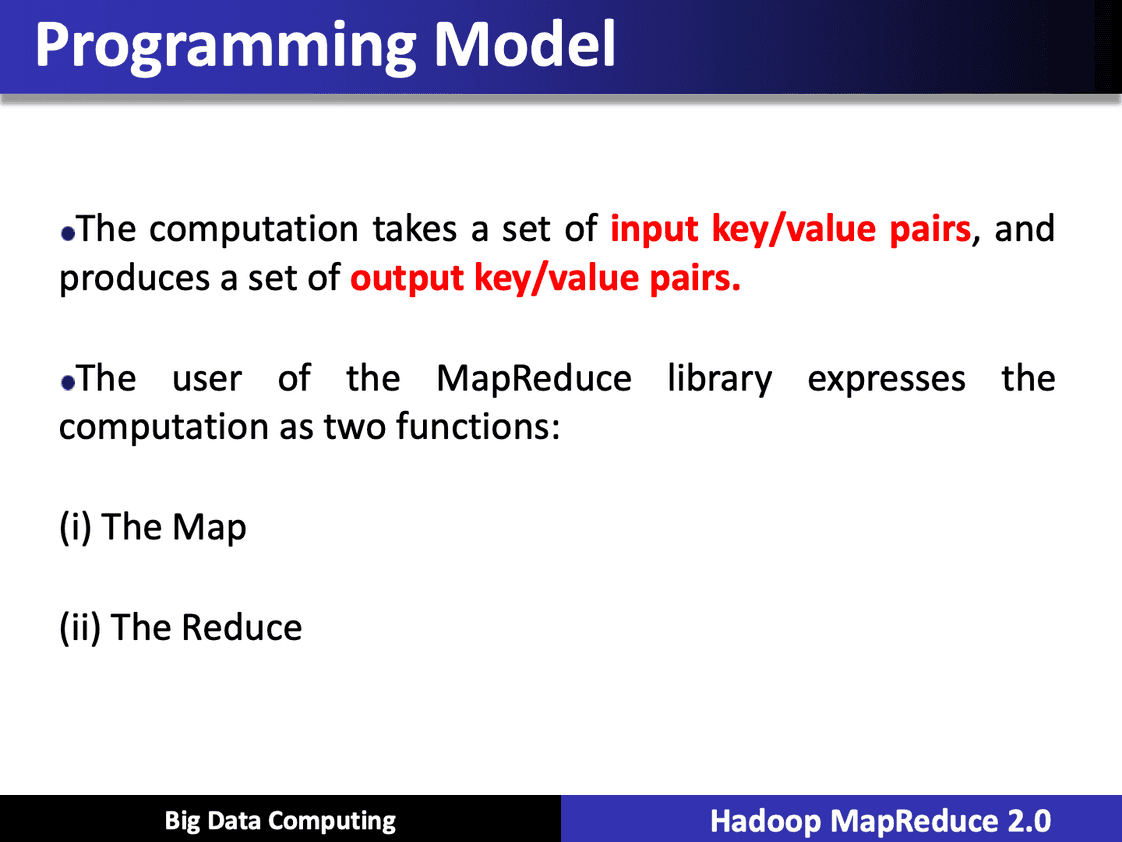 Programming Model
•The computation takes a set of input key/value pairs, and
produces a set of output key/value pairs.
•The user of the MapReduce library expresses the
computation as two functions:
(i) The Map
(ii) The Reduce
Big Data Computing
Hadoop MapReduce 2.0